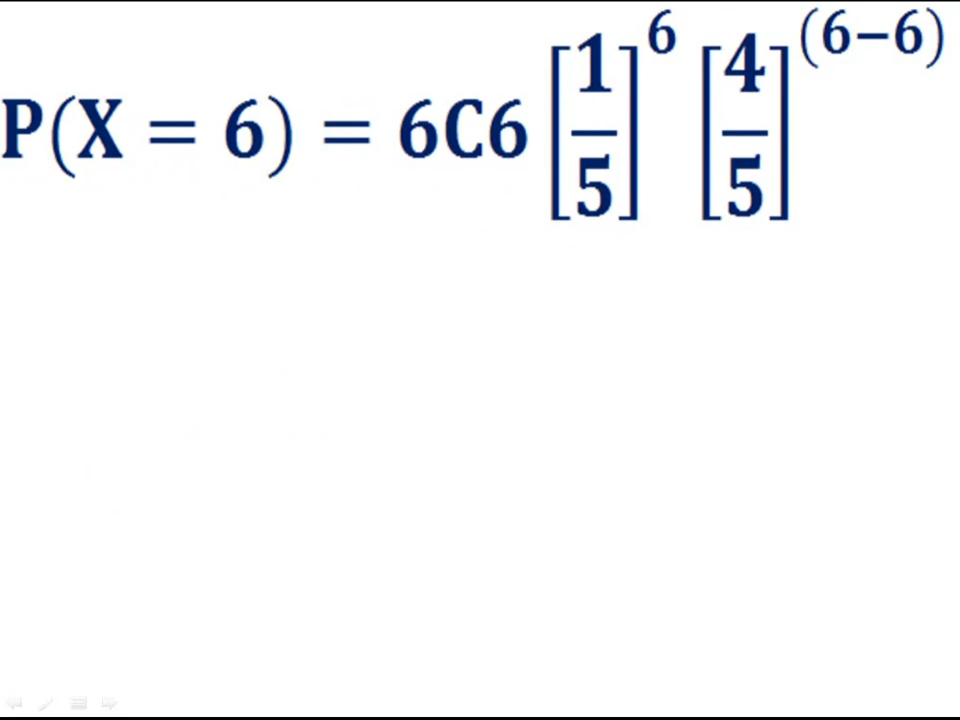 P(X = 6) = 6C6 [1/5]^6 [4/5]^(6−6)